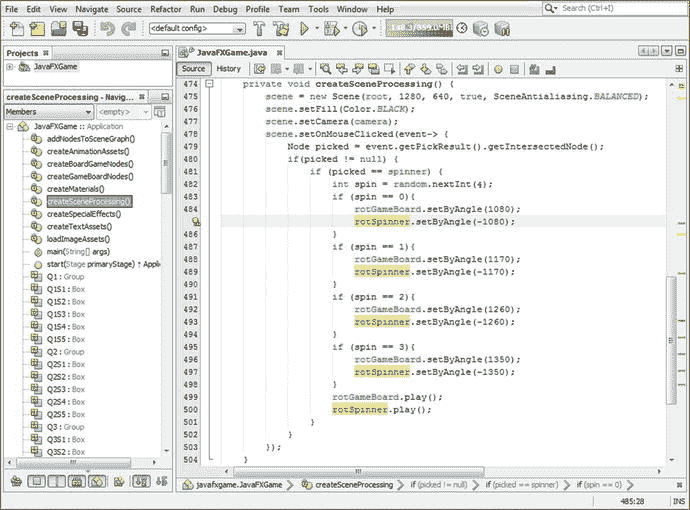 File Edit View Navigate Source Refactor Run Debug Profile Team Tools Window Help
Search (Ctrl+I)
<default config>
Projects
JavaFXGame
createSceneProcessing - Navig...
Members
<empty>
JavaFXGame :: Application
addNodesToSceneGraph()
createAnimationAssets()
createBoardGameNodes()
createGameBoardNodes()
createMaterials()
createSceneProcessing()
createSpecialEffects()
createTextAssets()
loadImageAssets()
main(String[] args)
start(Stage primaryStage) ↑ Applic
Q1 : Group
Q1S1 : Box
Q1S2 : Box
Q1S3 : Box
Q1S4 : Box
Q1S5 : Box
Q2 : Group
Q2S1 : Box
Q2S2 : Box
Q2S3 : Box
Q2S4 : Box
Q2S5 : Box
Q3 : Group
Q3S1 : Box
Q3S2 : Box
JavaFXGame.java
Source History
474 private void createSceneProcessing() {
475 scene = new Scene(root, 1280, 640, true, SceneAntialiasing.BALANCED);
476 scene.setFill(Color.BLACK);
477 scene.setCamera(camera);
478 scene.setOnMouseClicked(event-> {
479 Node picked = event.getPickResult().getIntersectedNode();
480 if(picked != null) {
481 if (picked == spinner) {
482 int spin = random.nextInt(4);
483 if (spin == 0){
484 rotGameBoard.setByAngle(1080);
rotSpinner.setByAngle(-1080);
486 }
487 if (spin == 1){
488 rotGameBoard.setByAngle(1170);
489 rotSpinner.setByAngle(-1170);
490 }
491 if (spin == 2){
492 rotGameBoard.setByAngle(1260);
493 rotSpinner.setByAngle(-1260);
494 }
495 if (spin == 3){
496 rotGameBoard.setByAngle(1350);
497 rotSpinner.setByAngle(-1350);
498 }
499 rotGameBoard.play();
500 rotSpinner.play();
501 }
502 }
503 });
504 }
javafxgame.JavaFXGame createSceneProcessing if (picked != null) if (picked == spinner) if (spin == 0)
485:28 INS